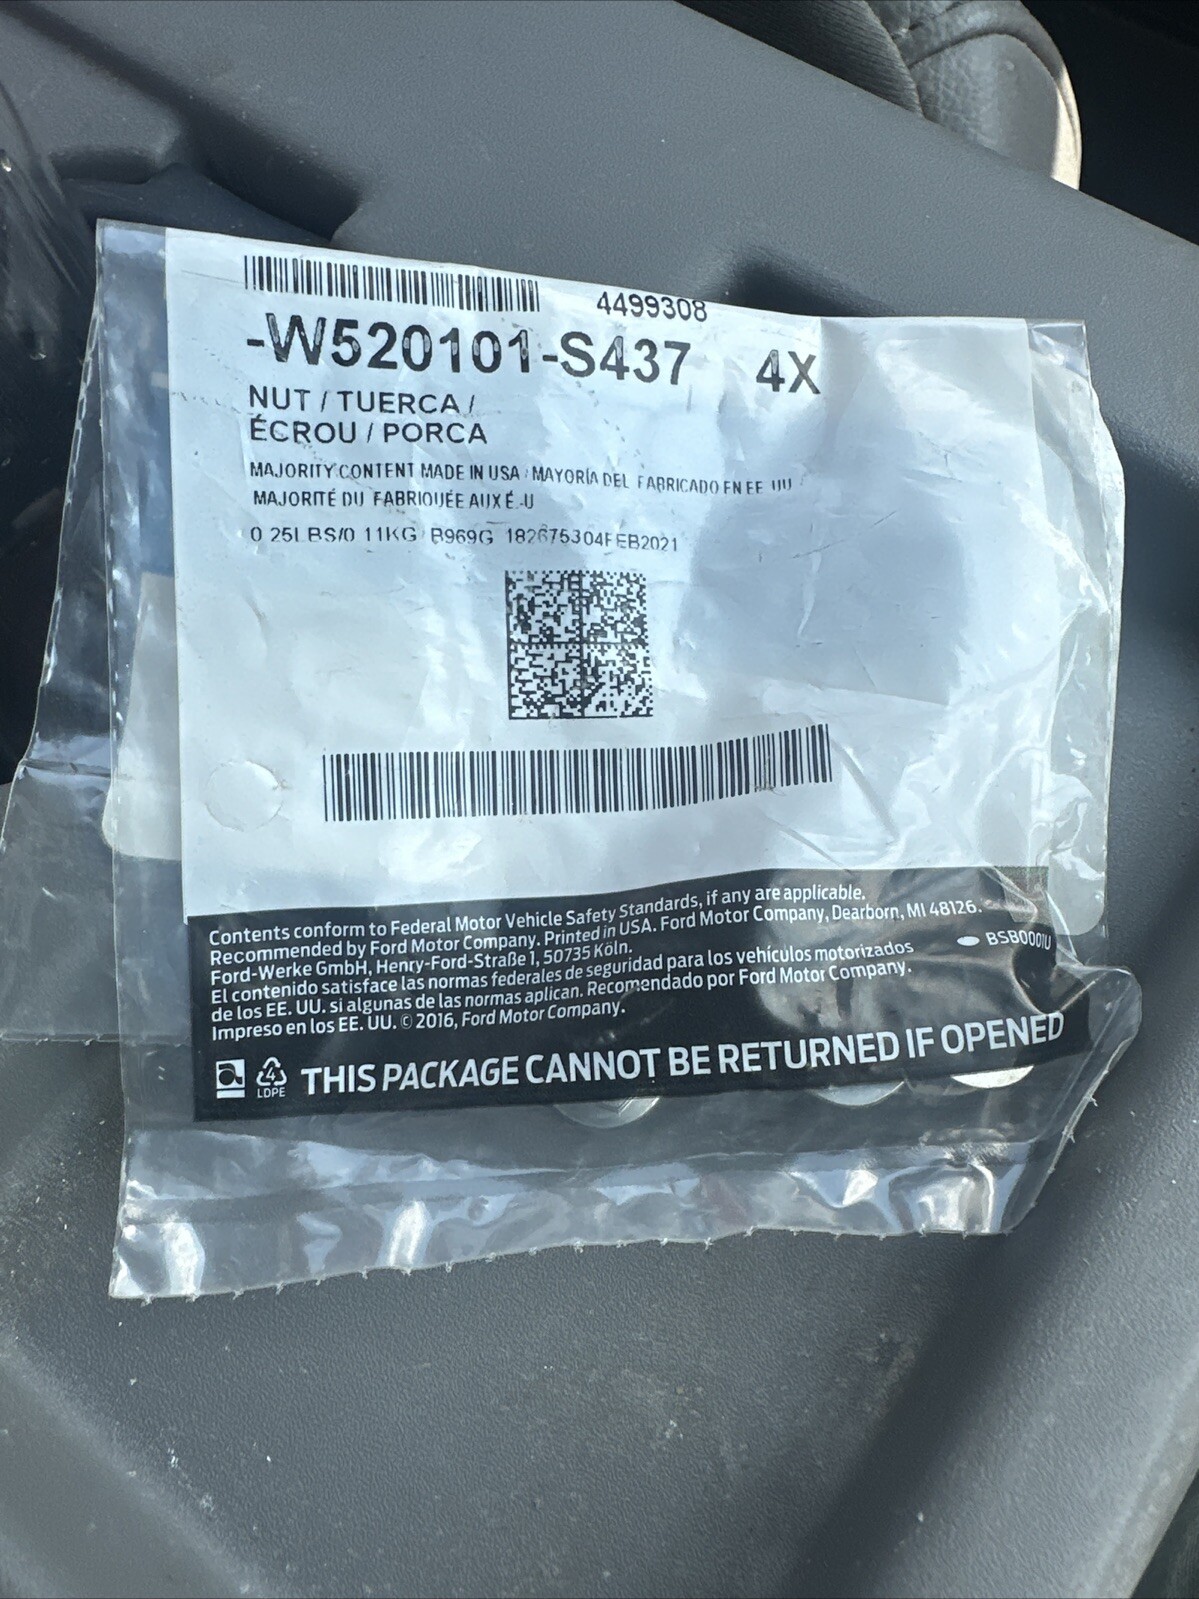 4499308
-W520101-S437 4X
NUT / TUERCA /
ÉCROU / PORCA
MAJORITY CONTENT MADE IN USA / MAYORÍA DEL FABRICADO EN EE UU
MAJORITÉ DU FABRIQUÉE AUX É.-U
0 25LBS/0 11KG B969G 182675304FEB2021
Contents conform to Federal Motor Vehicle Safety Standards, if any are applicable.
Recommended by Ford Motor Company. Printed in USA. Ford Motor Company, Dearborn, MI 48126.
Ford-Werke GmbH, Henry-Ford-Straße 1, 50735 Köln.
El contenido satisface las normas federales de seguridad para los vehículos motorizados
de los EE. UU. si algunas de las normas aplican. Recomendado por Ford Motor Company.
Impreso en los EE. UU. © 2016, Ford Motor Company.
BSB0001U
4
LDPE
THIS PACKAGE CANNOT BE RETURNED IF OPENED